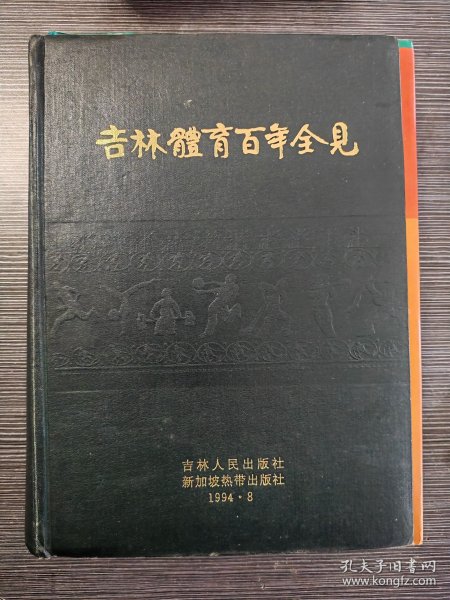 吉林體育百年全見
吉林人民出版社
新加坡热带出版社
1994·8
孔夫子旧书网
www.kongfz.com